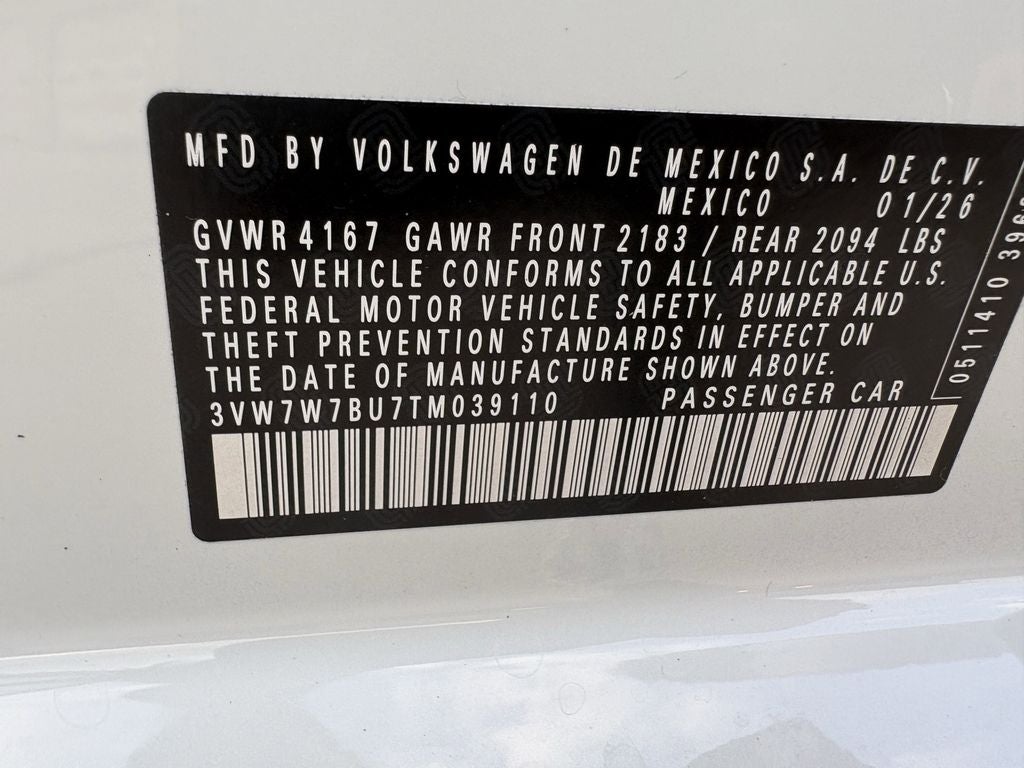 MFD BY VOLKSWAGEN DE MEXICO S.A. DE C.V.
MEXICO 01/26
GVWR 4167 GAWR FRONT 2183 / REAR 2094 LBS
THIS VEHICLE CONFORMS TO ALL APPLICABLE U.S.
FEDERAL MOTOR VEHICLE SAFETY, BUMPER AND
THEFT PREVENTION STANDARDS IN EFFECT ON
THE DATE OF MANUFACTURE SHOWN ABOVE.
3VW7W7BU7TM039110 PASSENGER CAR
0511410